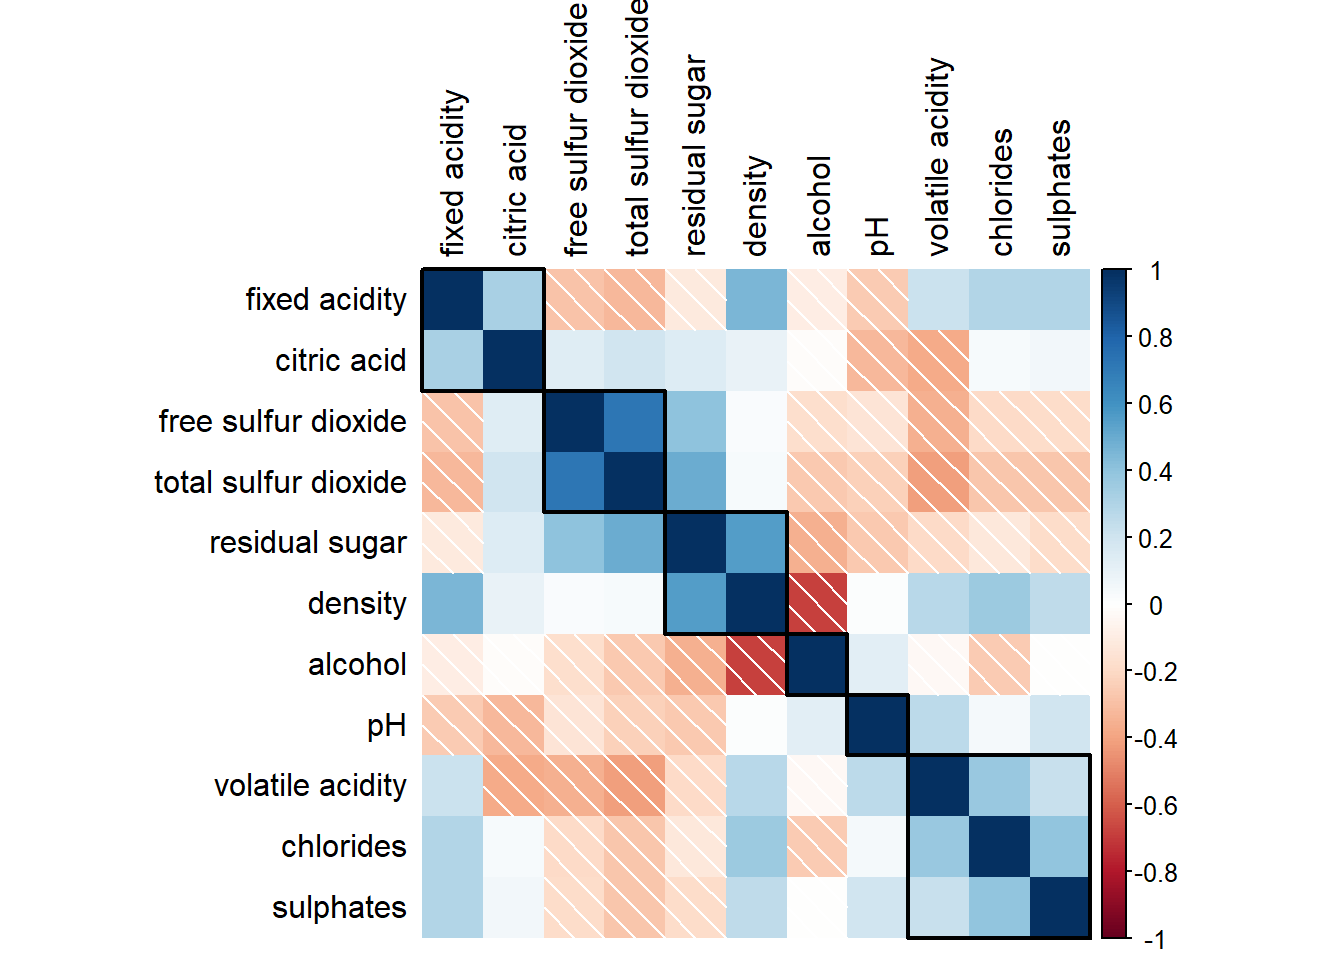 fixed acidity
citric acid
free sulfur dioxide
total sulfur dioxide
residual sugar
density
alcohol
pH
volatile acidity
chlorides
sulphates
fixed acidity
citric acid
free sulfur dioxide
total sulfur dioxide
residual sugar
density
alcohol
pH
volatile acidity
chlorides
sulphates
1
0.8
0.6
0.4
0.2
0
-0.2
-0.4
-0.6
-0.8
-1